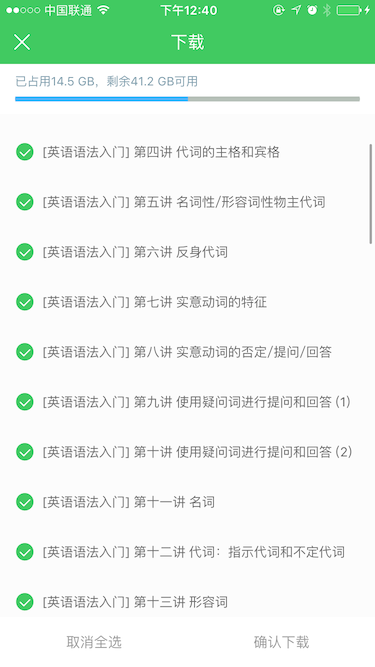 中国联通 下午12:40
下载
已占用14.5 GB，剩余41.2 GB可用
[英语语法入门] 第四讲 代词的主格和宾格
[英语语法入门] 第五讲 名词性/形容词性物主代词
[英语语法入门] 第六讲 反身代词
[英语语法入门] 第七讲 实意动词的特征
[英语语法入门] 第八讲 实意动词的否定/提问/回答
[英语语法入门] 第九讲 使用疑问词进行提问和回答 (1)
[英语语法入门] 第十讲 使用疑问词进行提问和回答 (2)
[英语语法入门] 第十一讲 名词
[英语语法入门] 第十二讲 代词：指示代词和不定代词
[英语语法入门] 第十三讲 形容词
取消全选 确认下载